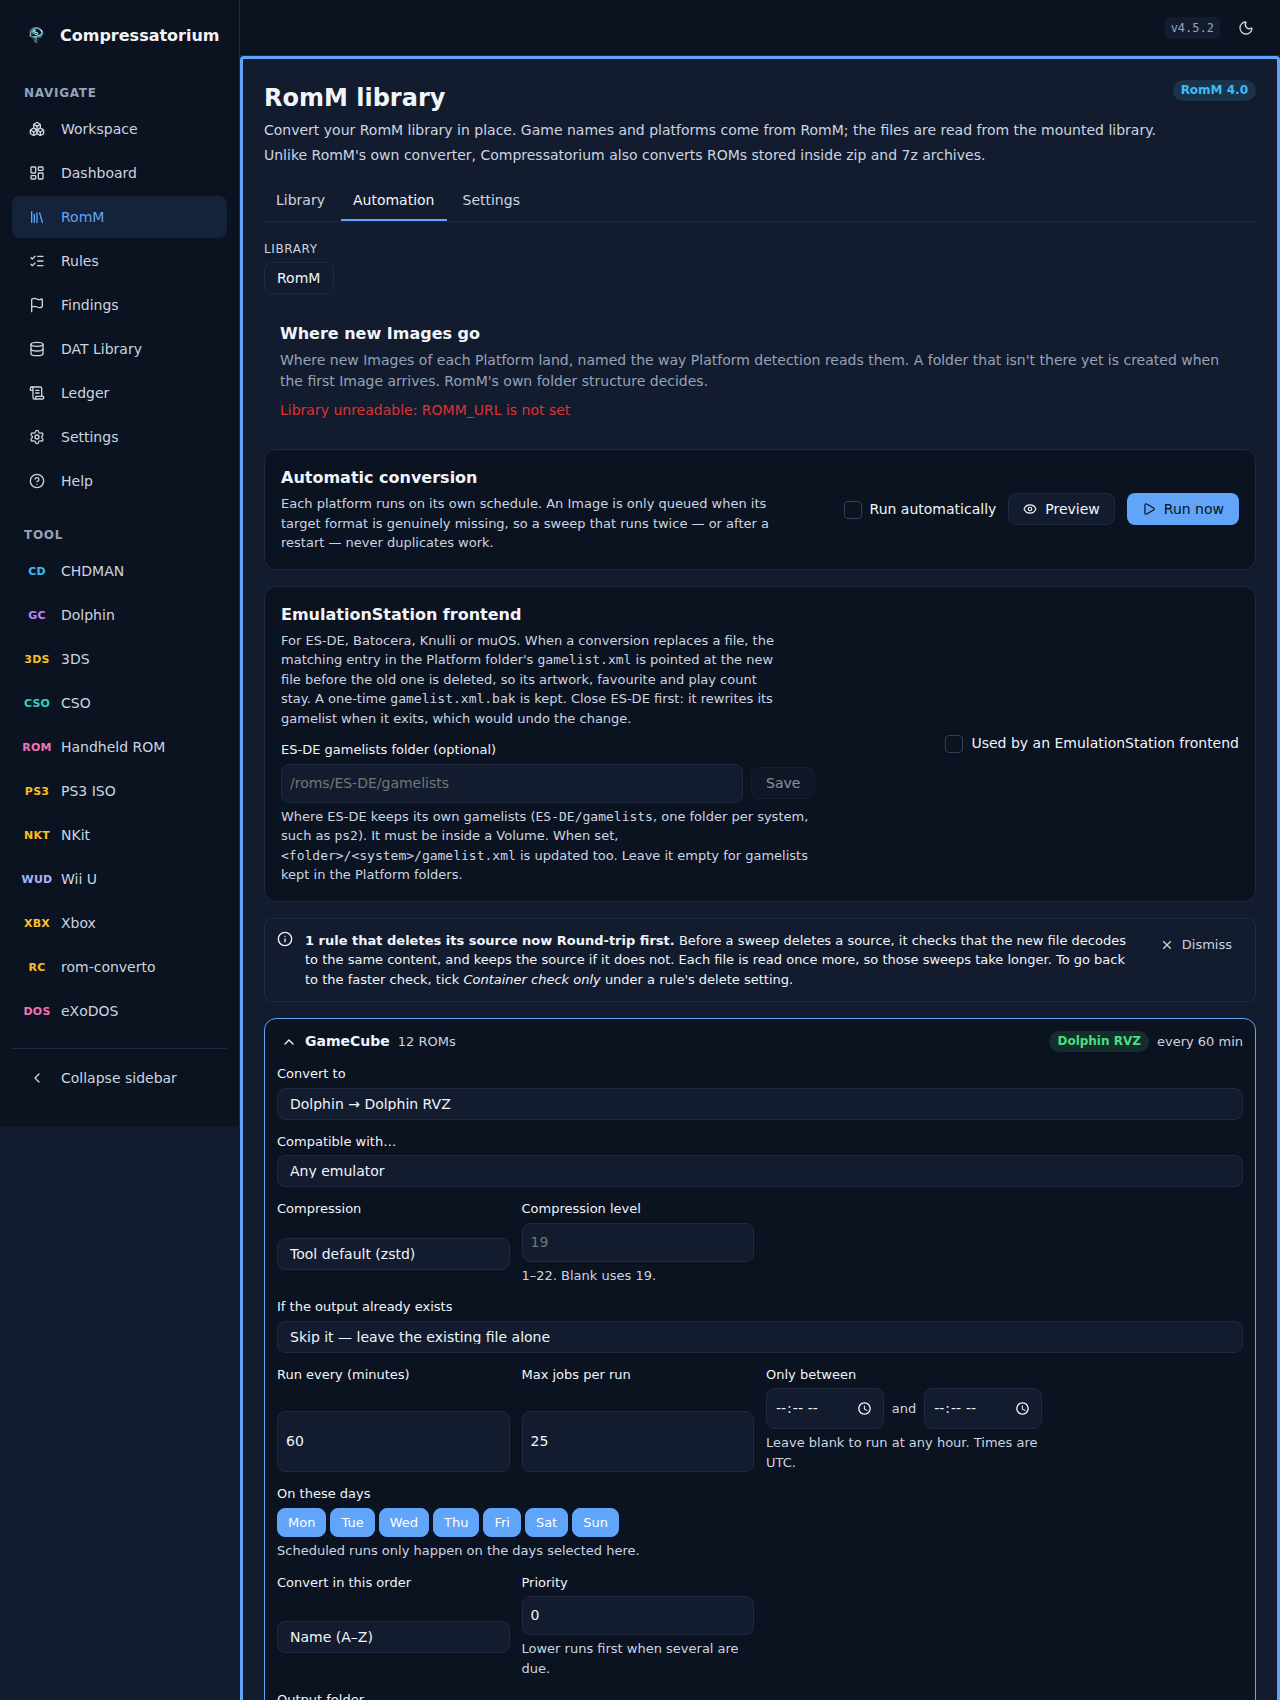 Compressatorium
v4.5.2
NAVIGATE
Workspace
Dashboard
RomM
Rules
Findings
DAT Library
Ledger
Settings
Help
TOOL
CD CHDMAN
GC Dolphin
3DS 3DS
CSO CSO
ROM Handheld ROM
PS3 PS3 ISO
NKT NKit
WUD Wii U
XBX Xbox
RC rom-converto
DOS eXoDOS
Collapse sidebar
RomM library
RomM 4.0
Convert your RomM library in place. Game names and platforms come from RomM; the files are read from the mounted library.
Unlike RomM's own converter, Compressatorium also converts ROMs stored inside zip and 7z archives.
Library Automation Settings
LIBRARY
RomM
Where new Images go
Where new Images of each Platform land, named the way Platform detection reads them. A folder that isn't there yet is created when
the first Image arrives. RomM's own folder structure decides.
Library unreadable: ROMM_URL is not set
Automatic conversion
Each platform runs on its own schedule. An Image is only queued when its
target format is genuinely missing, so a sweep that runs twice — or after a
restart — never duplicates work.
Run automatically Preview Run now
EmulationStation frontend
For ES-DE, Batocera, Knulli or muOS. When a conversion replaces a file, the
matching entry in the Platform folder's gamelist.xml is pointed at the new
file before the old one is deleted, so its artwork, favourite and play count
stay. A one-time gamelist.xml.bak is kept. Close ES-DE first: it rewrites its
gamelist when it exits, which would undo the change.
ES-DE gamelists folder (optional)
/roms/ES-DE/gamelists Save
Where ES-DE keeps its own gamelists (ES-DE/gamelists, one folder per system,
such as ps2). It must be inside a Volume. When set,
<folder>/<system>/gamelist.xml is updated too. Leave it empty for gamelists
kept in the Platform folders.
Used by an EmulationStation frontend
1 rule that deletes its source now Round-trip first. Before a sweep deletes a source, it checks that the new file decodes
to the same content, and keeps the source if it does not. Each file is read once more, so those sweeps take longer. To go back
to the faster check, tick Container check only under a rule's delete setting.
Dismiss
GameCube 12 ROMs
Dolphin RVZ every 60 min
Convert to
Dolphin → Dolphin RVZ
Compatible with…
Any emulator
Compression Compression level
Tool default (zstd) 19
1–22. Blank uses 19.
If the output already exists
Skip it — leave the existing file alone
Run every (minutes) Max jobs per run Only between
60 25 --:-- -- and --:-- --
Leave blank to run at any hour. Times are
UTC.
On these days
Mon Tue Wed Thu Fri Sat Sun
Scheduled runs only happen on the days selected here.
Convert in this order Priority
Name (A–Z) 0
Lower runs first when several are
due.
Output folder